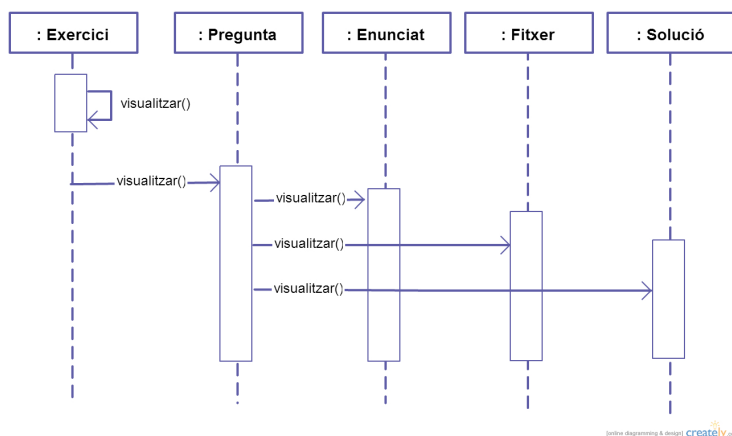 : Exercici
: Pregunta
: Enunciat
: Fitxer
: Solució
visualitzar()
visualitzar()
visualitzar()
visualitzar()
visualitzar()
[online diagramming & design] creately